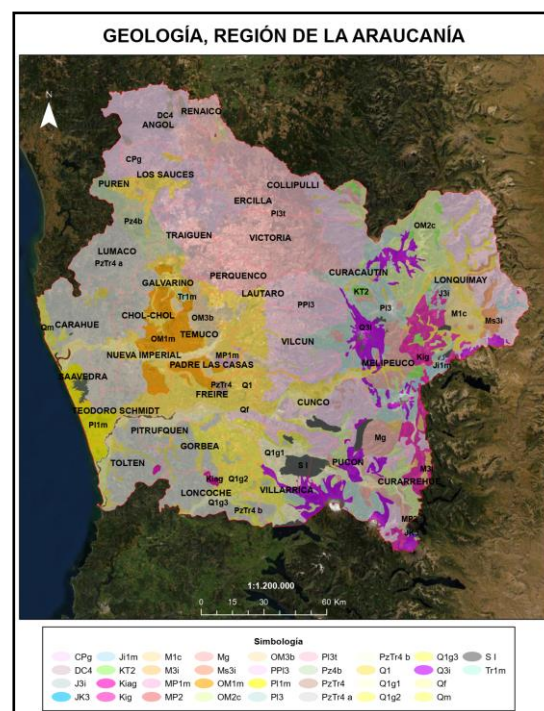 GEOLOGÍA, REGIÓN DE LA ARAUCANÍA
N
RENAICO
DC4
ANGOL
CPg
LOS SAUCES
PUREN
COLLIPULLI
ERCILLA
Pl3t
Pz4b
OM2c
TRAIGUEN
VICTORIA
LUMACO
PzTr4 a
PERQUENCO
CURACAUTIN
LONQUIMAY
GALVARINO
LAUTARO
KT2
J3i
Tr1m
PPl3
Pl3
M1c
Qm
CARAHUE
CHOL-CHOL
OM3b
Ms3i
TEMUCO
Q3i
OM1m
VILCUN
NUEVA IMPERIAL
MP1m
Kig
PADRE LAS CASAS
MELIPEUCO
Ji1m
SAAVEDRA
PzTr4
Q1
FREIRE
CUNCO
TEODORO SCHMIDT
Qf
Pl1m
PITRUFQUEN
Mg
GORBEA
Q1g1
TOLTEN
S I
PUCON
M3i
Kiag
Q1g2
CURARREHUE
LONCOCHE
VILLARRICA
Q1g3
PzTr4 b
MP2
1:1.200.000
0 15 30 60 Km
Simbología
CPg Ji1m M1c Mg OM3b Pl3t PzTr4 b Q1g3 S I
DC4 KT2 M3i Ms3i PPl3 Pz4b Q1 Q3i Tr1m
J3i Kiag MP1m OM1m Pl1m PzTr4 Q1g1 Qf
JK3 Kig MP2 OM2c Pl3 PzTr4 a Q1g2 Qm